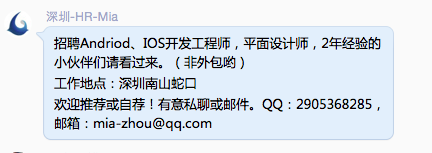 深圳-HR-Mia
招聘Andriod、IOS开发工程师，平面设计师，2年经验的
小伙伴们请看过来。（非外包哟）
工作地点：深圳南山蛇口
欢迎推荐或自荐！有意私聊或邮件。QQ：2905368285，
邮箱：mia-zhou@qq.com